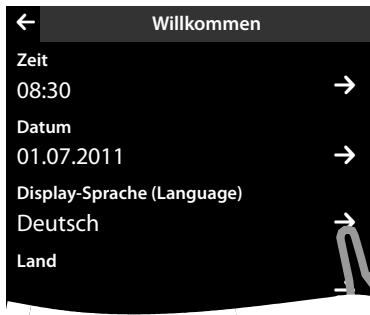 Willkommen
Zeit
08:30
Datum
01.07.2011
Display-Sprache (Language)
Deutsch
Land